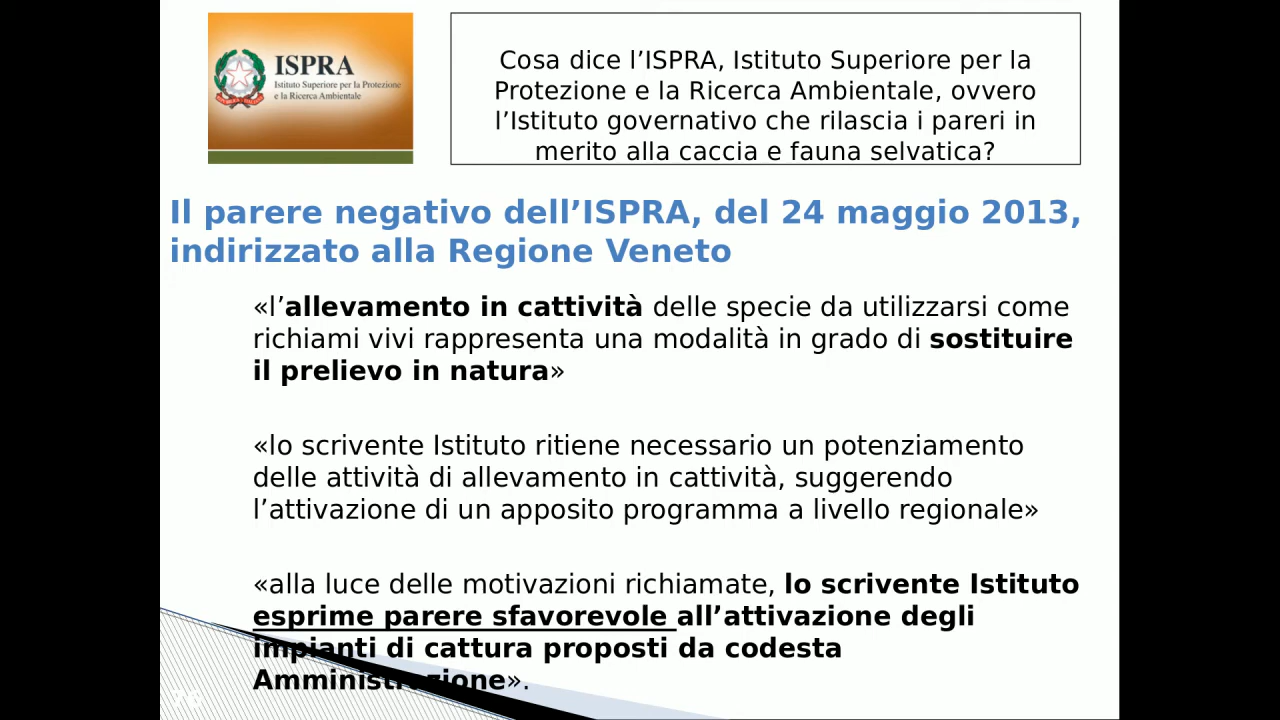 ISPRA
Istituto Superiore per la Protezione
e la Ricerca Ambientale
Cosa dice l’ISPRA, Istituto Superiore per la
Protezione e la Ricerca Ambientale, ovvero
l’Istituto governativo che rilascia i pareri in
merito alla caccia e fauna selvatica?
Il parere negativo dell’ISPRA, del 24 maggio 2013,
indirizzato alla Regione Veneto
«l’allevamento in cattività delle specie da utilizzarsi come
richiami vivi rappresenta una modalità in grado di sostituire
il prelievo in natura»
«lo scrivente Istituto ritiene necessario un potenziamento
delle attività di allevamento in cattività, suggerendo
l’attivazione di un apposito programma a livello regionale»
«alla luce delle motivazioni richiamate, lo scrivente Istituto
esprime parere sfavorevole all’attivazione degli
impianti di cattura proposti da codesta
Amministrazione».